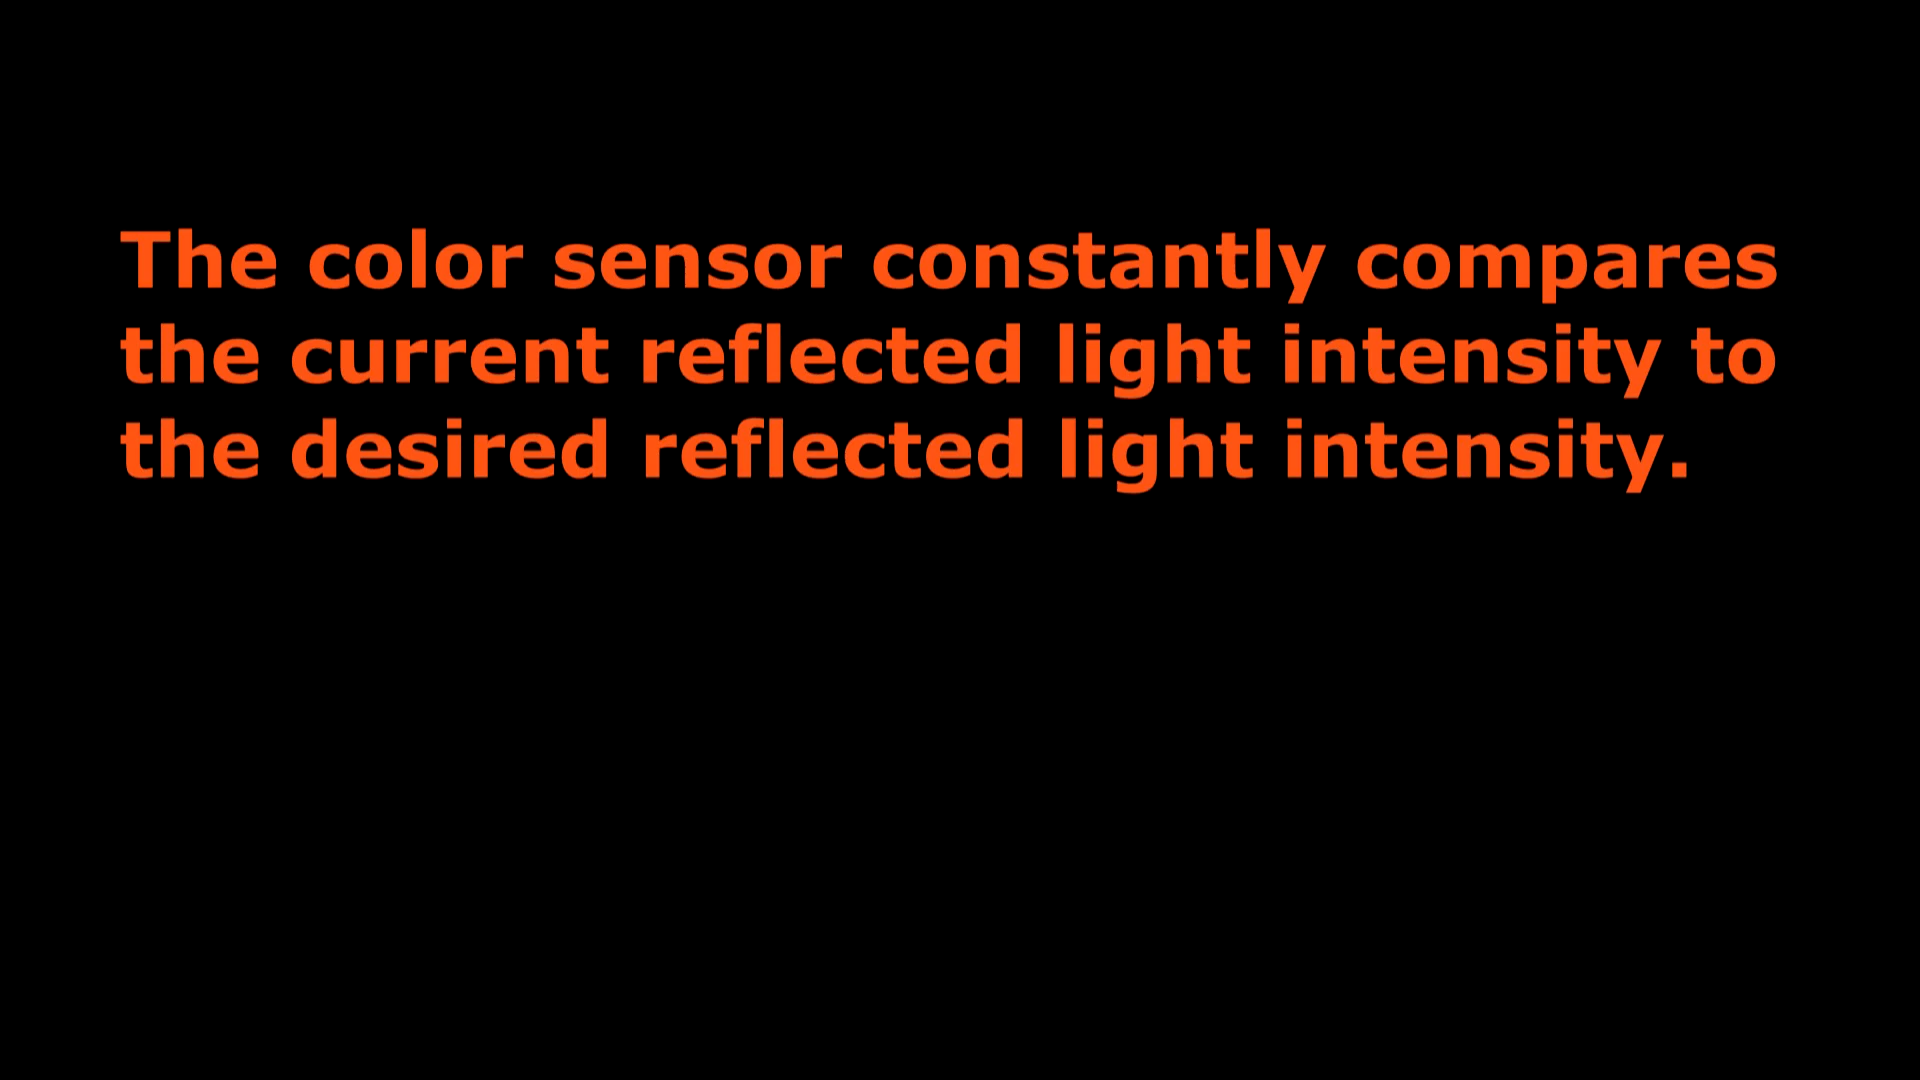 The color sensor constantly compares
the current reflected light intensity to
the desired reflected light intensity.